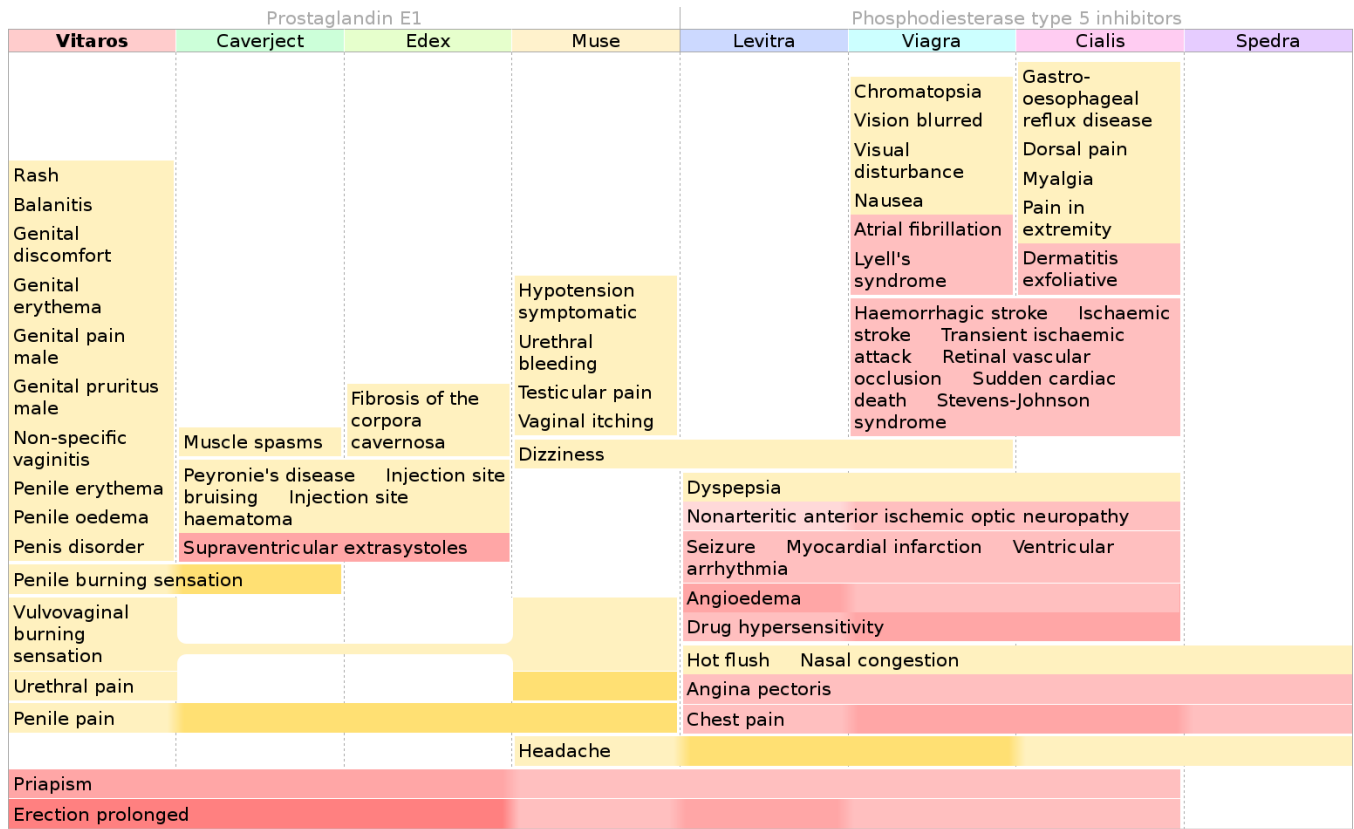 Prostaglandin E1
Phosphodiesterase type 5 inhibitors
Vitaros
Caverject
Edex
Muse
Levitra
Viagra
Cialis
Spedra
Rash
Balanitis
Genital
discomfort
Genital
erythema
Genital pain
male
Genital pruritus
male
Non-specific
vaginitis
Penile erythema
Penile oedema
Penis disorder
Muscle spasms
Fibrosis of the
corpora
cavernosa
Peyronie's disease Injection site
bruising Injection site
haematoma
Supraventricular extrasystoles
Hypotension
symptomatic
Urethral
bleeding
Testicular pain
Vaginal itching
Chromatopsia
Vision blurred
Visual
disturbance
Nausea
Atrial fibrillation
Lyell's
syndrome
Gastro-
oesophageal
reflux disease
Dorsal pain
Myalgia
Pain in
extremity
Dermatitis
exfoliative
Haemorrhagic stroke Ischaemic
stroke Transient ischaemic
attack Retinal vascular
occlusion Sudden cardiac
death Stevens-Johnson
syndrome
Dizziness
Dyspepsia
Nonarteritic anterior ischemic optic neuropathy
Seizure Myocardial infarction Ventricular
arrhythmia
Angioedema
Drug hypersensitivity
Penile burning sensation
Vulvovaginal
burning
sensation
Urethral pain
Penile pain
Hot flush Nasal congestion
Angina pectoris
Chest pain
Headache
Priapism
Erection prolonged